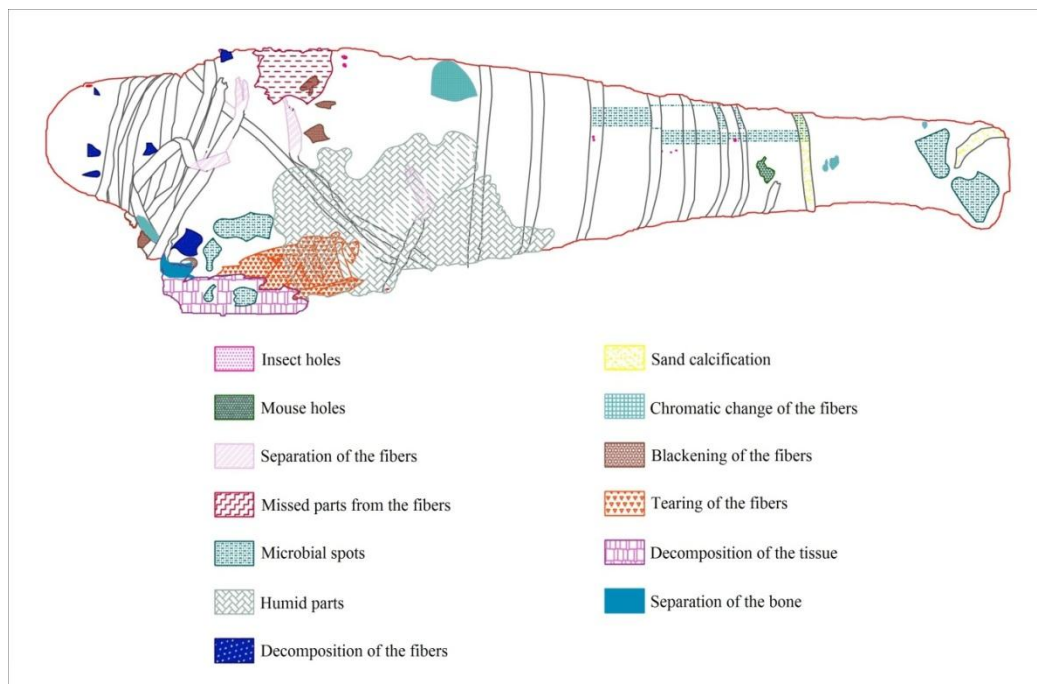 Insect holes
Mouse holes
Separation of the fibers
Missed parts from the fibers
Microbial spots
Humid parts
Decomposition of the fibers
Sand calcification
Chromatic change of the fibers
Blackening of the fibers
Tearing of the fibers
Decomposition of the tissue
Separation of the bone